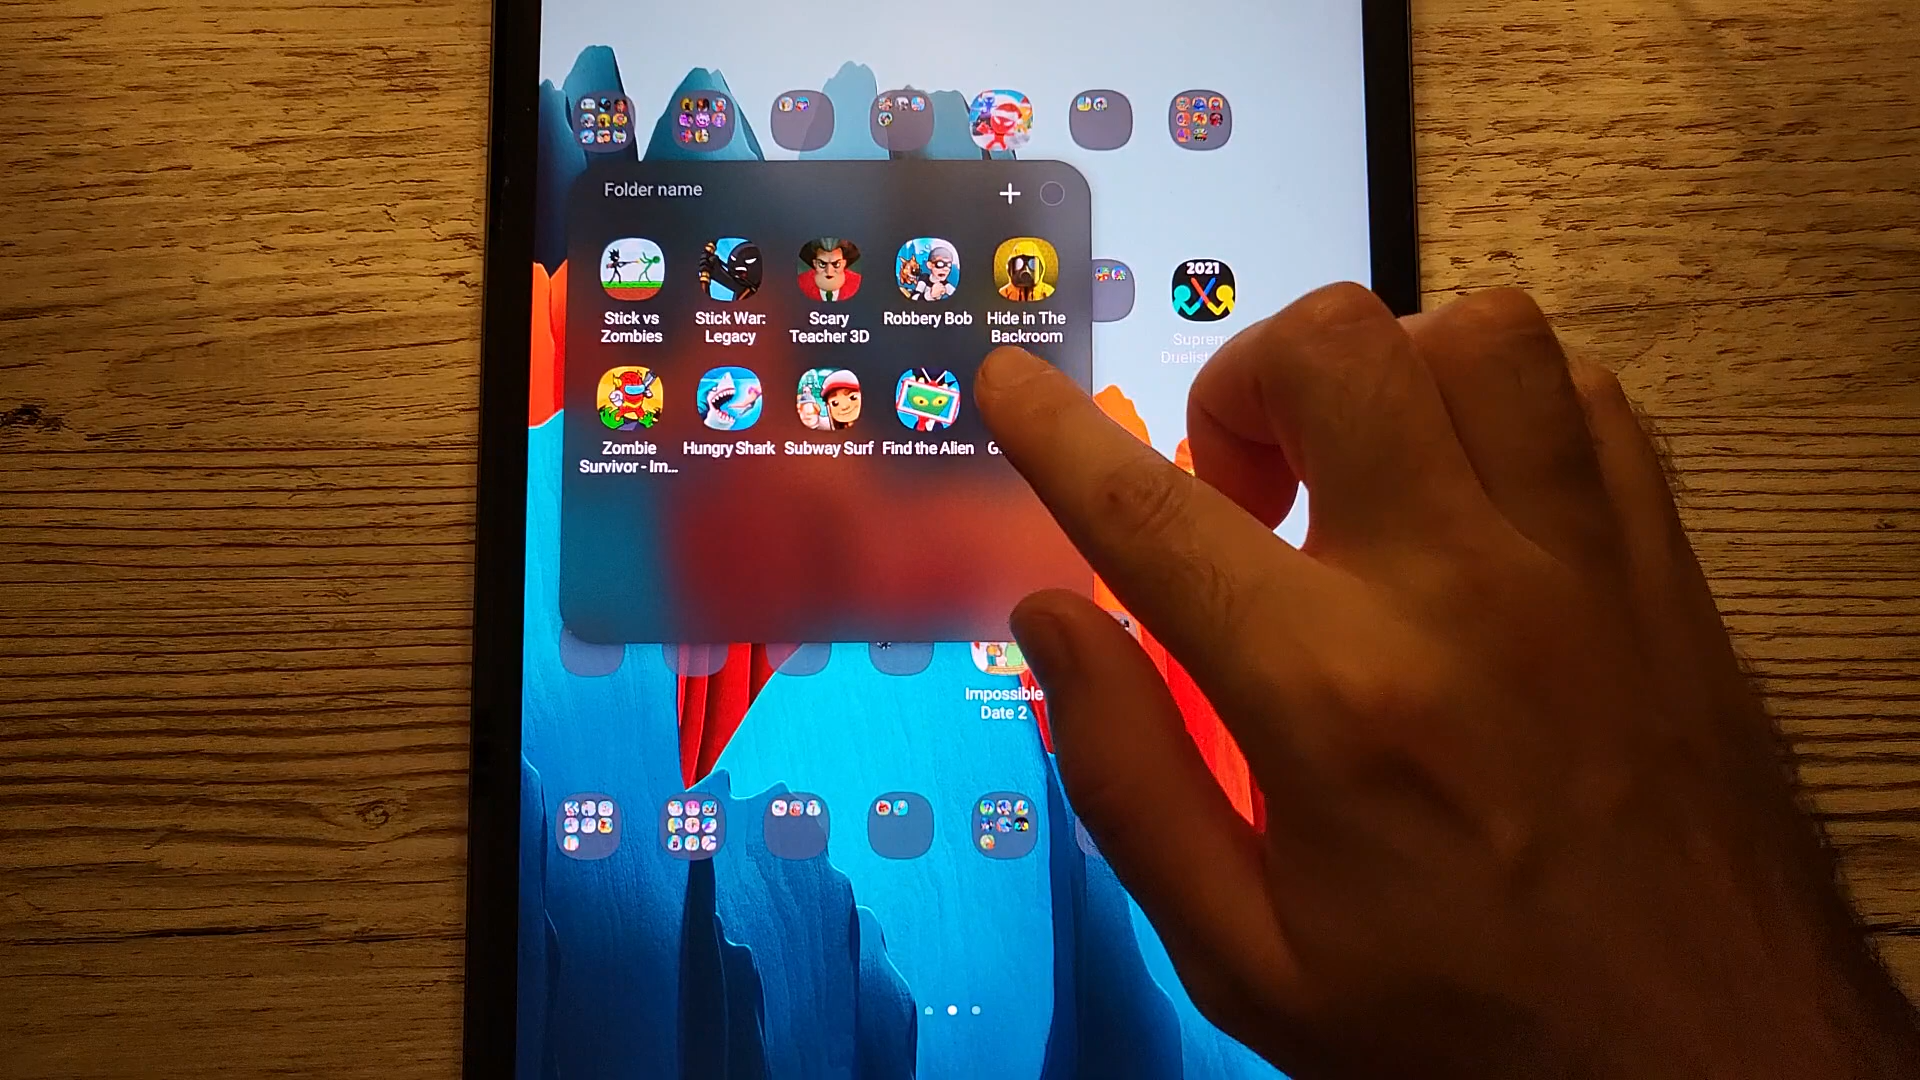 Folder name
2021
Stick vs
Zombies
Stick War:
Legacy
Scary
Teacher 3D
Robbery Bob
Hide in The
Backroom
Zombie
Survivor - Im...
Hungry Shark
Subway Surf
Find the Alien
Impossible
Date 2